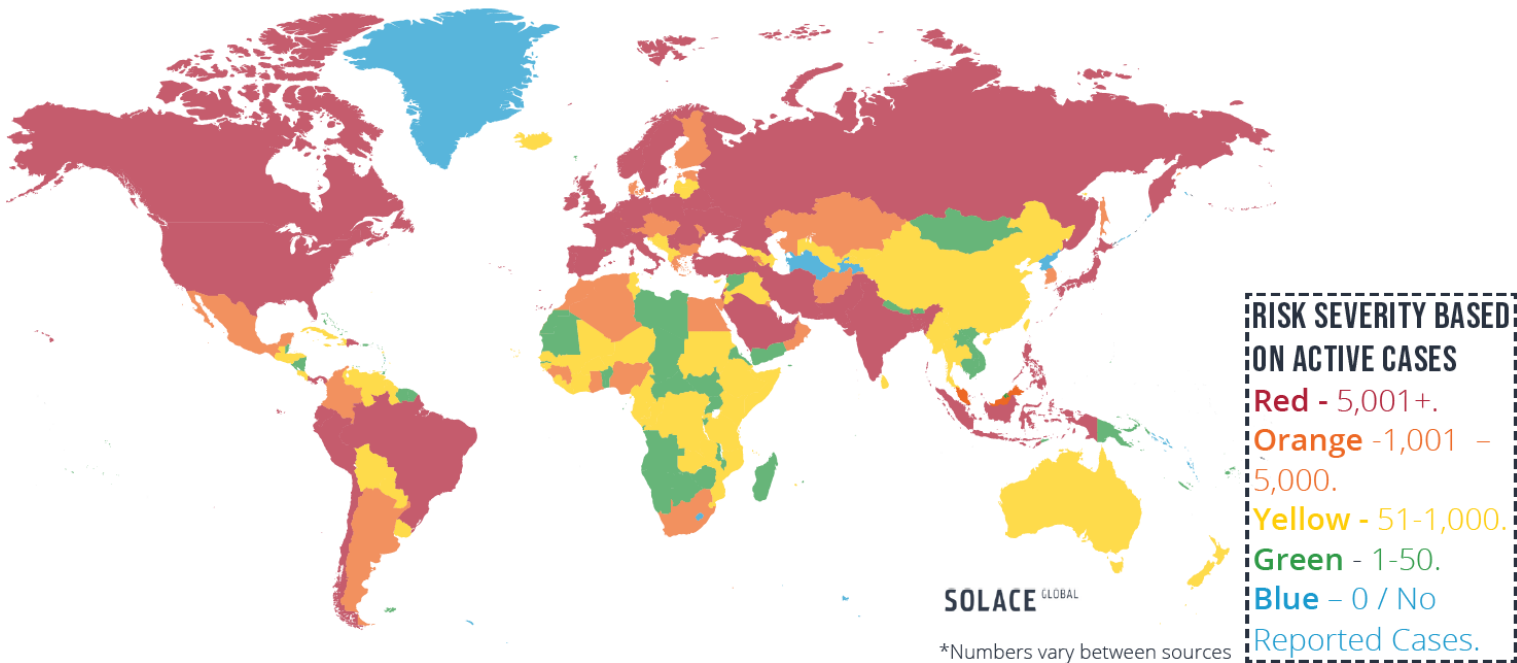 RISK SEVERITY BASED
ON ACTIVE CASES
Red - 5,001+.
Orange -1,001 –
5,000.
Yellow - 51-1,000.
Green - 1-50.
Blue – 0 / No
Reported Cases.
SOLACE GLOBAL
*Numbers vary between sources